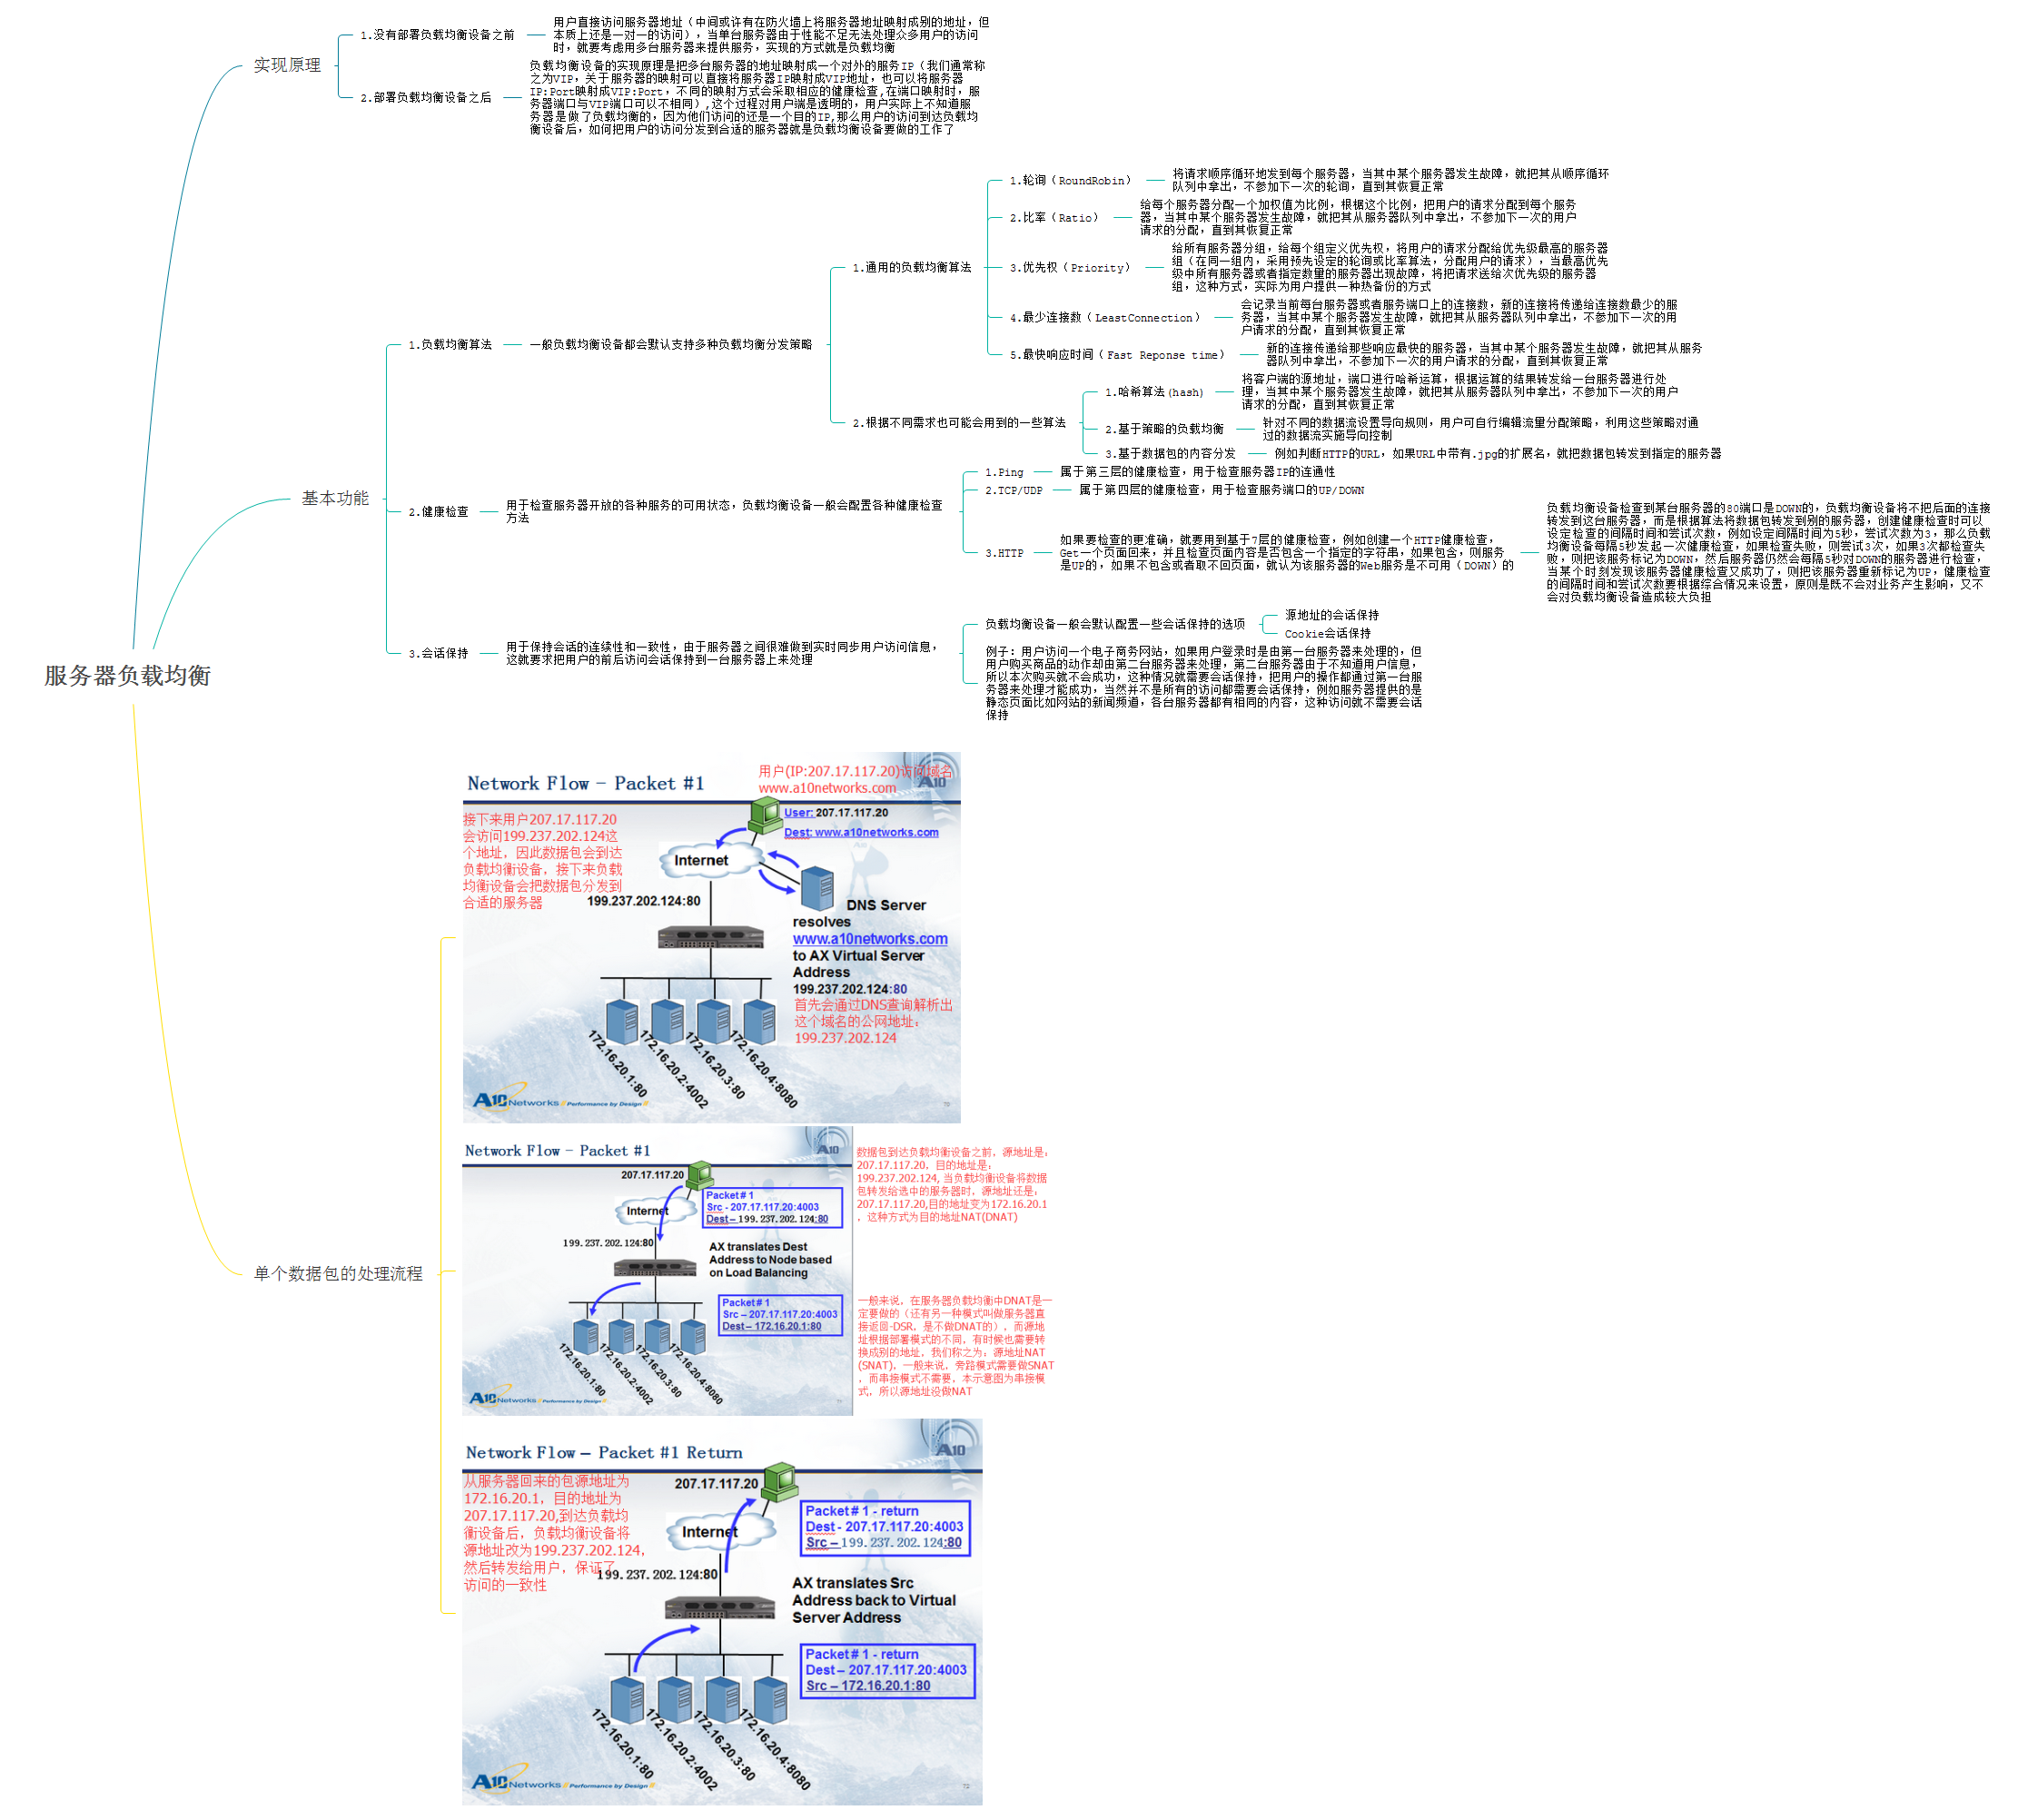 服务器负载均衡
实现原理
1.没有部署负载均衡设备之前
用户直接访问服务器地址（中间或许有在防火墙上将服务器地址映射成别的地址，但
本质上还是一对一的访问），当单台服务器由于性能不足无法处理众多用户的访问
时，就要考虑用多台服务器来提供服务，实现的方式就是负载均衡
2.部署负载均衡设备之后
负载均衡设备的实现原理是把多台服务器的地址映射成一个对外的服务IP（我们通常称
之为VIP，关于服务器的映射可以直接将服务器IP映射成VIP地址，也可以将服务器
IP:Port映射成VIP:Port，不同的映射方式会采取相应的健康检查,在端口映射时，服
务器端口与VIP端口可以不相同）,这个过程对用户端是透明的，用户实际上不知道服
务器是做了负载均衡的，因为他们访问的还是一个目的IP,那么用户的访问到达负载均
衡设备后，如何把用户的访问分发到合适的服务器就是负载均衡设备要做的工作了
基本功能
1.负载均衡算法
一般负载均衡设备都会默认支持多种负载均衡分发策略
1.通用的负载均衡算法
1.轮询（RoundRobin）
将请求顺序循环地发到每个服务器，当其中某个服务器发生故障，就把其从顺序循环
队列中拿出，不参加下一次的轮询，直到其恢复正常
2.比率（Ratio）
给每个服务器分配一个加权值为比例，根椐这个比例，把用户的请求分配到每个服务
器，当其中某个服务器发生故障，就把其从服务器队列中拿出，不参加下一次的用户
请求的分配，直到其恢复正常
3.优先权（Priority）
给所有服务器分组，给每个组定义优先权，将用户的请求分配给优先级最高的服务器
组（在同一组内，采用预先设定的轮询或比率算法，分配用户的请求），当最高优先
级中所有服务器或者指定数量的服务器出现故障，将把请求送给次优先级的服务器
组，这种方式，实际为用户提供一种热备份的方式
4.最少连接数（LeastConnection）
会记录当前每台服务器或者服务端口上的连接数，新的连接将传递给连接数最少的服
务器，当其中某个服务器发生故障，就把其从服务器队列中拿出，不参加下一次的用
户请求的分配，直到其恢复正常
5.最快响应时间（Fast Reponse time）
新的连接传递给那些响应最快的服务器，当其中某个服务器发生故障，就把其从服务
器队列中拿出，不参加下一次的用户请求的分配，直到其恢复正常
2.根据不同需求也可能会用到的一些算法
1.哈希算法(hash)
将客户端的源地址，端口进行哈希运算，根据运算的结果转发给一台服务器进行处
理，当其中某个服务器发生故障，就把其从服务器队列中拿出，不参加下一次的用户
请求的分配，直到其恢复正常
2.基于策略的负载均衡
针对不同的数据流设置导向规则，用户可自行编辑流量分配策略，利用这些策略对通
过的数据流实施导向控制
3.基于数据包的内容分发
例如判断HTTP的URL，如果URL中带有.jpg的扩展名，就把数据包转发到指定的服务器
2.健康检查
用于检查服务器开放的各种服务的可用状态，负载均衡设备一般会配置各种健康检查
方法
1.Ping
属于第三层的健康检查，用于检查服务器IP的连通性
2.TCP/UDP
属于第四层的健康检查，用于检查服务端口的UP/DOWN
3.HTTP
如果要检查的更准确，就要用到基于7层的健康检查，例如创建一个HTTP健康检查，
Get一个页面回来，并且检查页面内容是否包含一个指定的字符串，如果包含，则服务
是UP的，如果不包含或者取不回页面，就认为该服务器的Web服务是不可用（DOWN）的
负载均衡设备检查到某台服务器的80端口是DOWN的，负载均衡设备将不把后面的连接
转发到这台服务器，而是根据算法将数据包转发到别的服务器，创建健康检查时可以
设定检查的间隔时间和尝试次数，例如设定间隔时间为5秒，尝试次数为3，那么负载
均衡设备每隔5秒发起一次健康检查，如果检查失败，则尝试3次，如果3次都检查失
败，则把该服务标记为DOWN，然后服务器仍然会每隔5秒对DOWN的服务器进行检查，
当某个时刻发现该服务器健康检查又成功了，则把该服务器重新标记为UP，健康检查
的间隔时间和尝试次数要根据综合情况来设置，原则是既不会对业务产生影响，又不
会对负载均衡设备造成较大负担
3.会话保持
用于保持会话的连续性和一致性，由于服务器之间很难做到实时同步用户访问信息，
这就要求把用户的前后访问会话保持到一台服务器上来处理
负载均衡设备一般会默认配置一些会话保持的选项
源地址的会话保持
Cookie会话保持
例子：用户访问一个电子商务网站，如果用户登录时是由第一台服务器来处理的，但
用户购买商品的动作却由第二台服务器来处理，第二台服务器由于不知道用户信息，
所以本次购买就不会成功，这种情况就需要会话保持，把用户的操作都通过第一台服
务器来处理才能成功，当然并不是所有的访问都需要会话保持，例如服务器提供的是
静态页面比如网站的新闻频道，各台服务器都有相同的内容，这种访问就不需要会话
保持
单个数据包的处理流程
Network Flow – Packet #1
用户(IP:207.17.117.20)访问域名
www.a10networks.com
A10
User: 207.17.117.20
Dest: www.a10networks.com
接下来用户207.17.117.20
会访问199.237.202.124这
个地址，因此数据包会到达
负载均衡设备，接下来负载
均衡设备会把数据包分发到
合适的服务器
Internet
199.237.202.124:80
DNS Server
resolves
www.a10networks.com
to AX Virtual Server
Address
199.237.202.124:80
首先会通过DNS查询解析出
这个域名的公网地址：
199.237.202.124
172.16.20.1:80
172.16.20.2:4002
172.16.20.3:80
172.16.20.4:8080
A10 Networks Performance by Design
70
Network Flow – Packet #1
A10
207.17.117.20
Packet # 1
Src - 207.17.117.20:4003
Dest – 199.237.202.124:80
Internet
199.237.202.124:80
AX translates Dest
Address to Node based
on Load Balancing
Packet # 1
Src – 207.17.117.20:4003
Dest – 172.16.20.1:80
172.16.20.1:80
172.16.20.2:4002
172.16.20.3:80
172.16.20.4:8080
A10 Networks Performance by Design
数据包到达负载均衡设备之前，源地址是：
207.17.117.20，目的地址是：
199.237.202.124, 当负载均衡设备将数据
包转发给选中的服务器时，源地址还是：
207.17.117.20,目的地址变为172.16.20.1
，这种方式为目的地址NAT(DNAT)
一般来说，在服务器负载均衡中DNAT是一
定要做的（还有另一种模式叫做服务器直
接返回-DSR，是不做DNAT的），而源地
址根据部署模式的不同，有时候也需要转
换成别的地址，我们称之为：源地址NAT
(SNAT)，一般来说，旁路模式需要做SNAT
，而串接模式不需要，本示意图为串接模
式，所以源地址没做NAT
Network Flow – Packet #1 Return
A10
从服务器回来的包源地址为
172.16.20.1，目的地址为
207.17.117.20,到达负载均
衡设备后，负载均衡设备将
源地址改为199.237.202.124,
然后转发给用户，保证了
访问的一致性
207.17.117.20
Packet # 1 - return
Dest - 207.17.117.20:4003
Src – 199.237.202.124:80
Internet
199.237.202.124:80
AX translates Src
Address back to Virtual
Server Address
Packet # 1 - return
Dest – 207.17.117.20:4003
Src – 172.16.20.1:80
172.16.20.1:80
172.16.20.2:4002
172.16.20.3:80
172.16.20.4:8080
A10 Networks Performance by Design
72